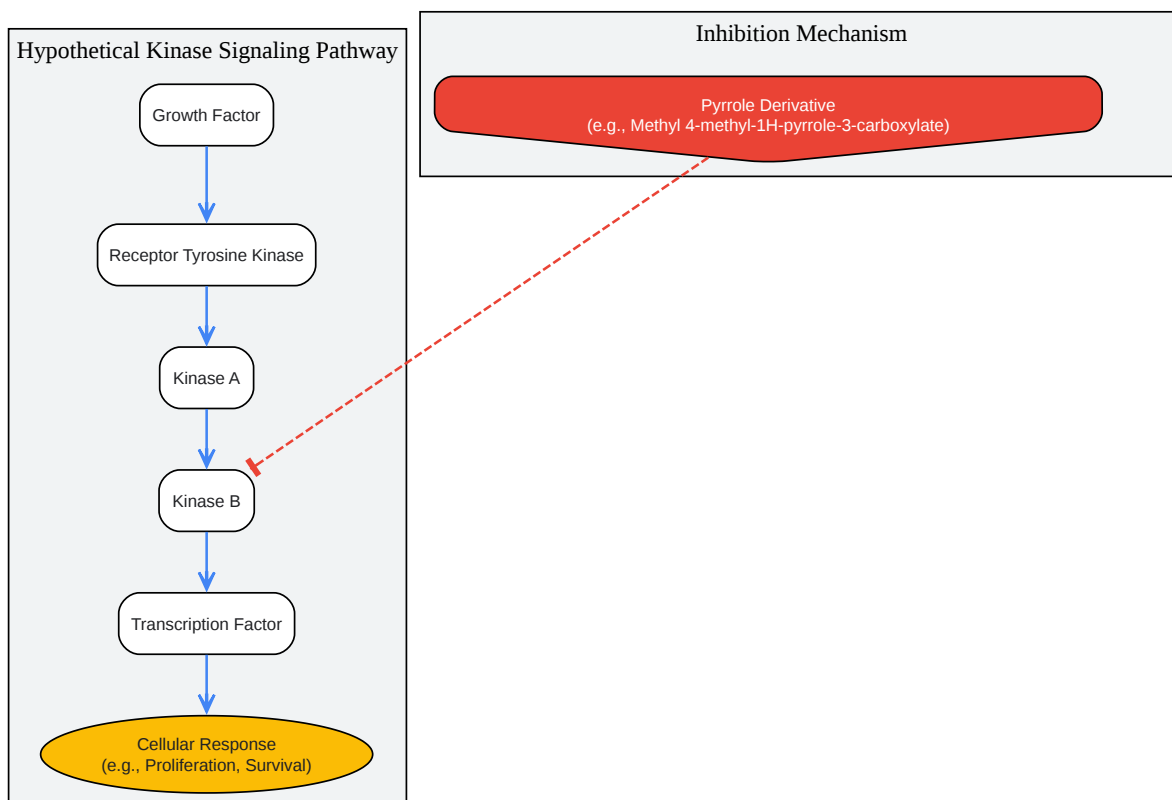 Hypothetical Kinase Signaling Pathway
Growth Factor
Receptor Tyrosine Kinase
Kinase A
Kinase B
Transcription Factor
Cellular Response
(e.g., Proliferation, Survival)
Inhibition Mechanism
Pyrrole Derivative
(e.g., Methyl 4-methyl-1H-pyrrole-3-carboxylate)